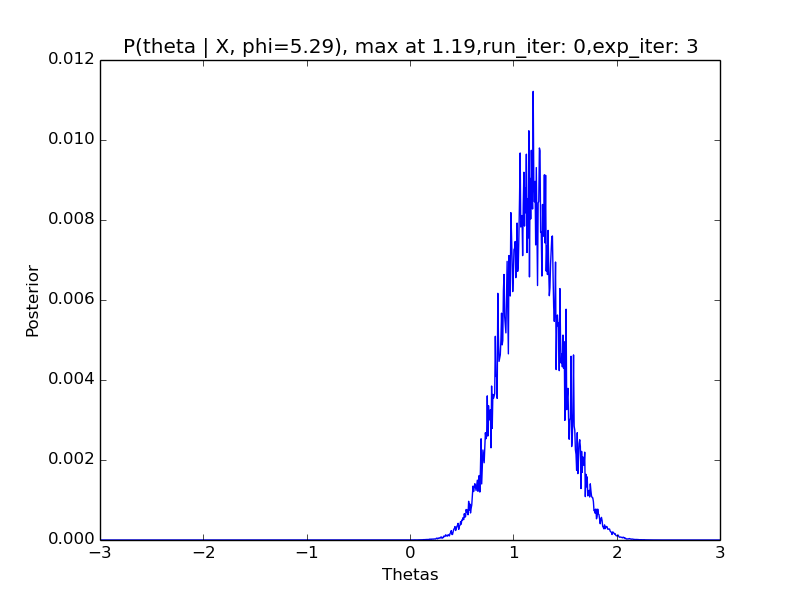 P(theta | X, phi=5.29), max at 1.19,run_iter: 0,exp_iter: 3
0.012
0.010
0.008
0.006
0.004
0.002
0.000
Posterior
−3 −2 −1 0 1 2 3
Thetas